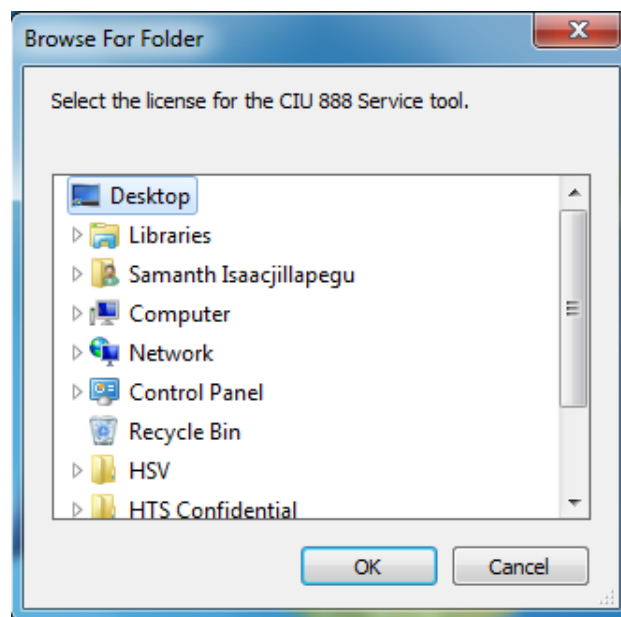 Browse For Folder
Select the license for the CIU 888 Service tool.
Desktop
Libraries
Samanth Isaacjillapegu
Computer
Network
Control Panel
Recycle Bin
HSV
HTS Confidential
OK Cancel